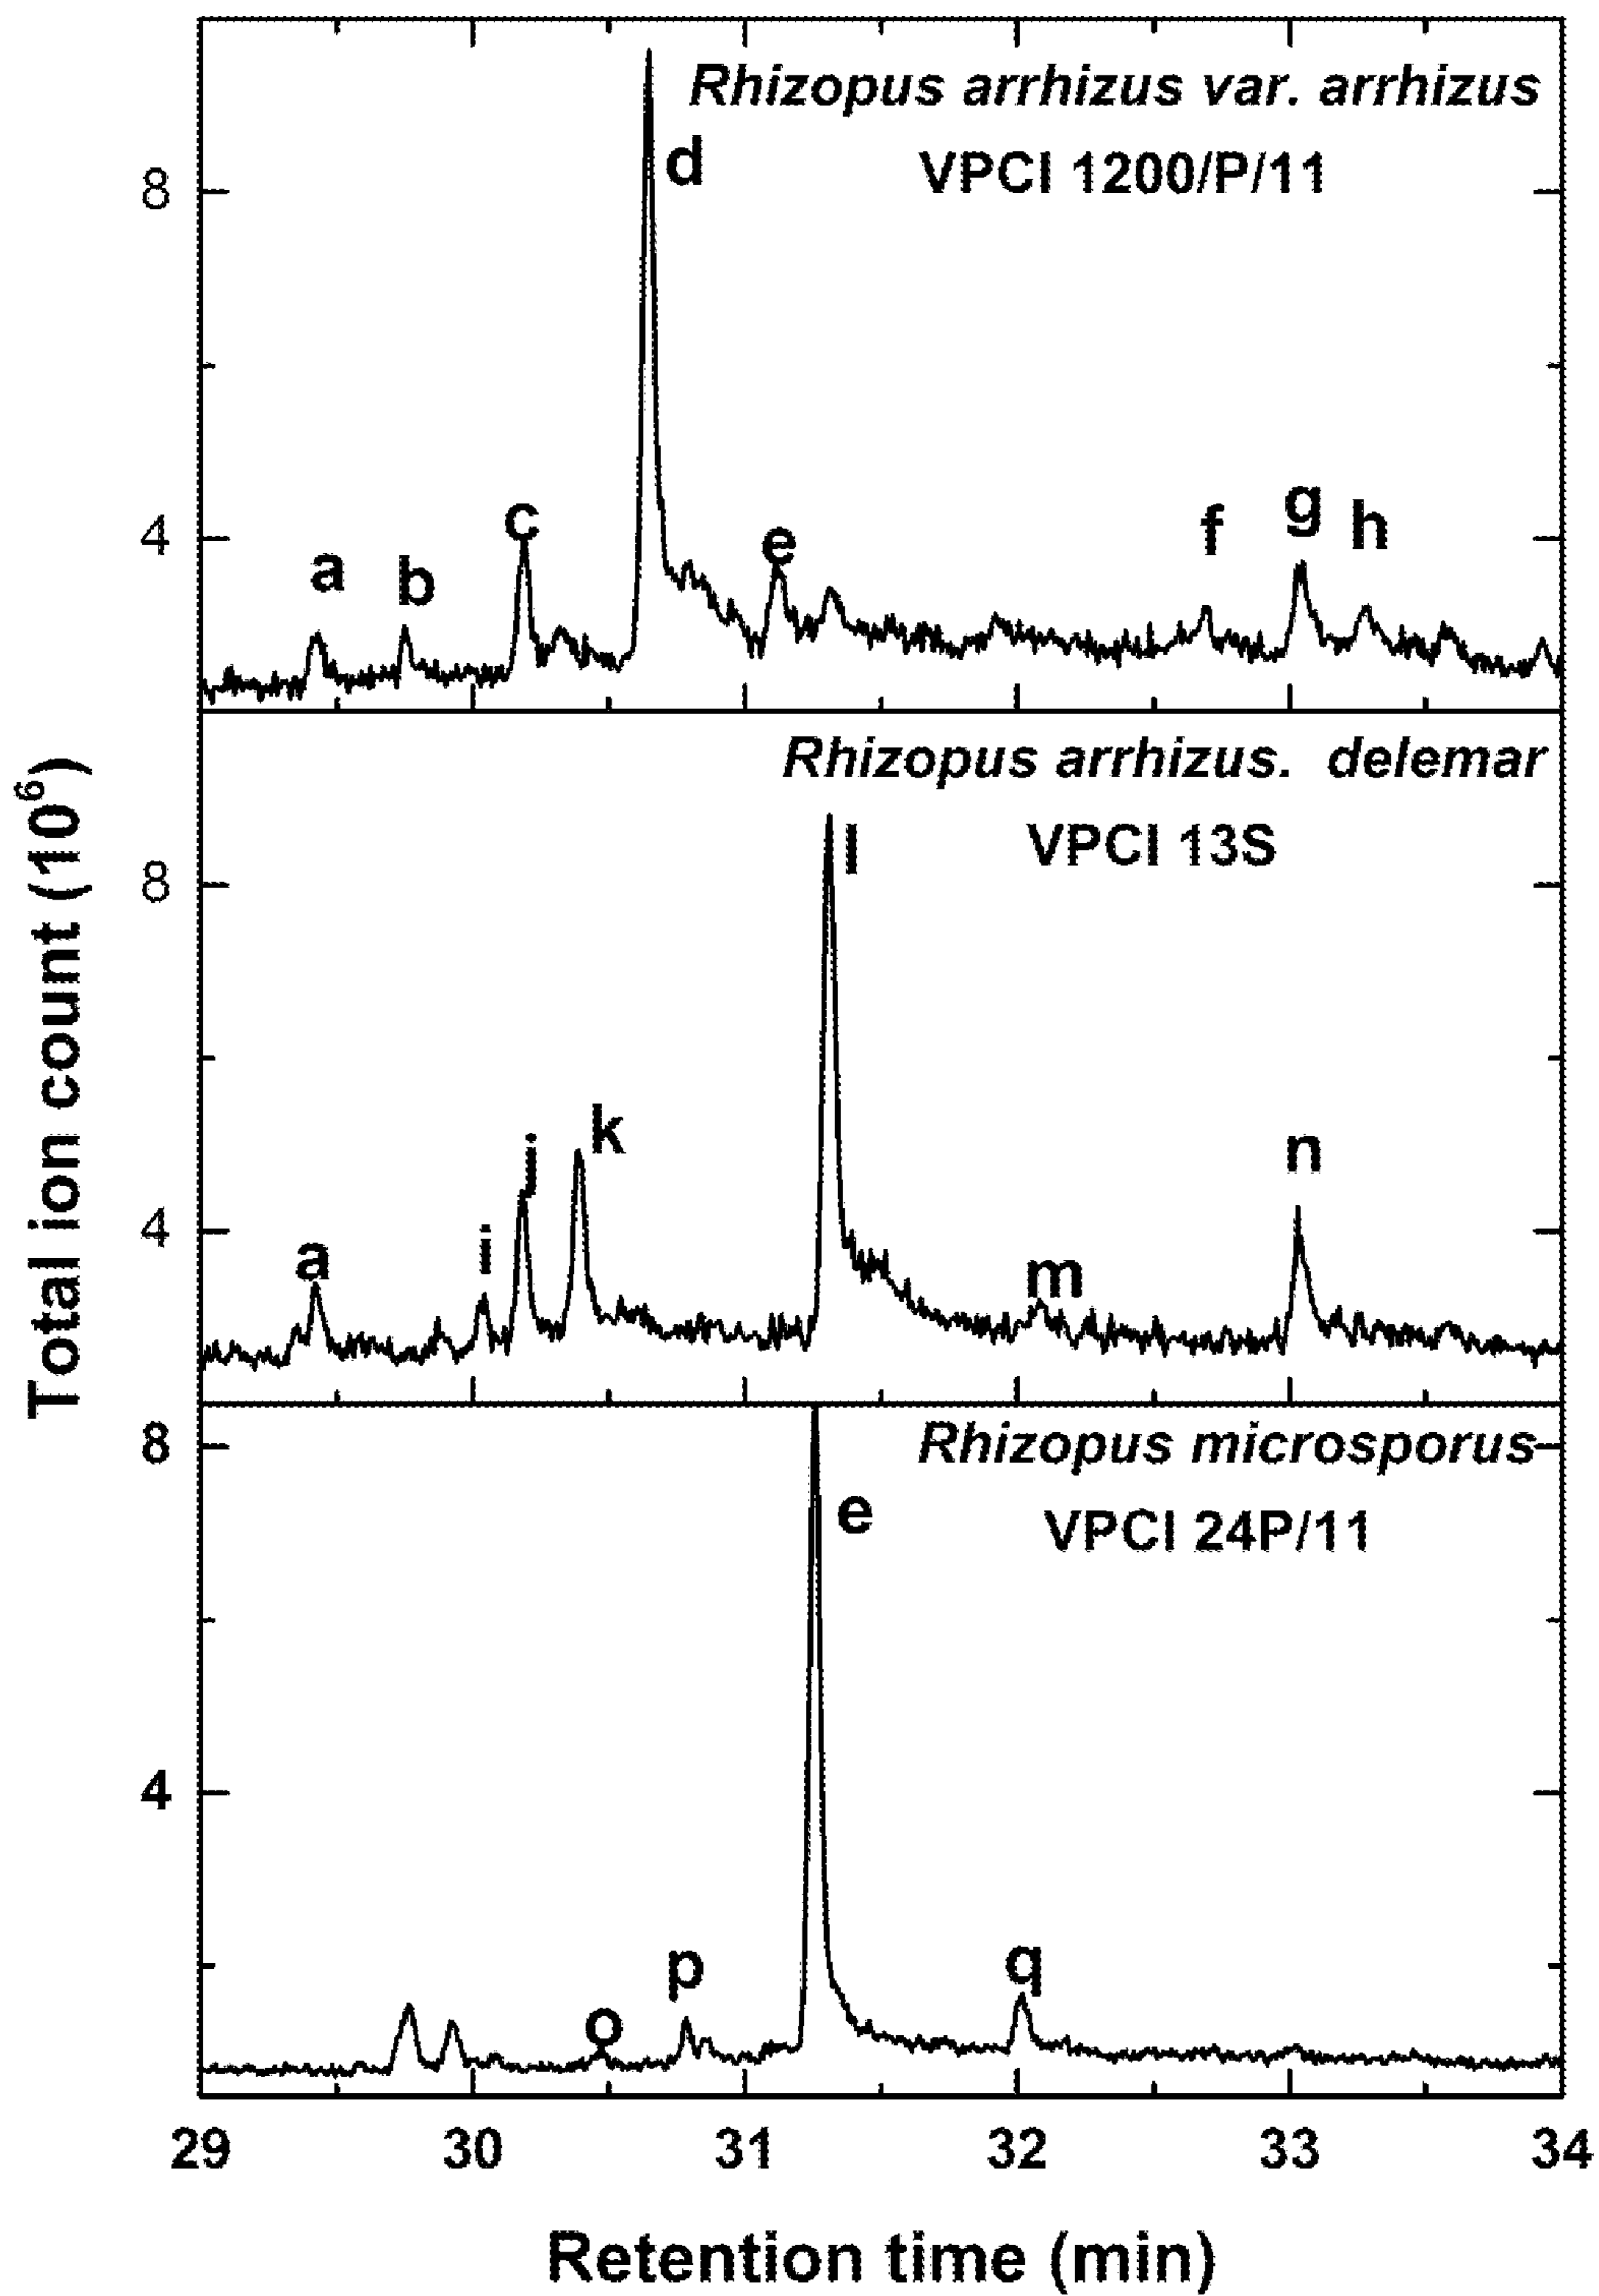 Rhizopus arrhizus var. arrhizus
VPCI 1200/P/11
8
4
a
b
c
d
e
f
g
h
Rhizopus arrhizus. delemar
VPCI 13S
8
4
a
i
j
k
l
m
n
Rhizopus microsporus
VPCI 24P/11
8
4
o
p
e
q
29 30 31 32 33 34
Retention time (min)
Total ion count (10⁶)